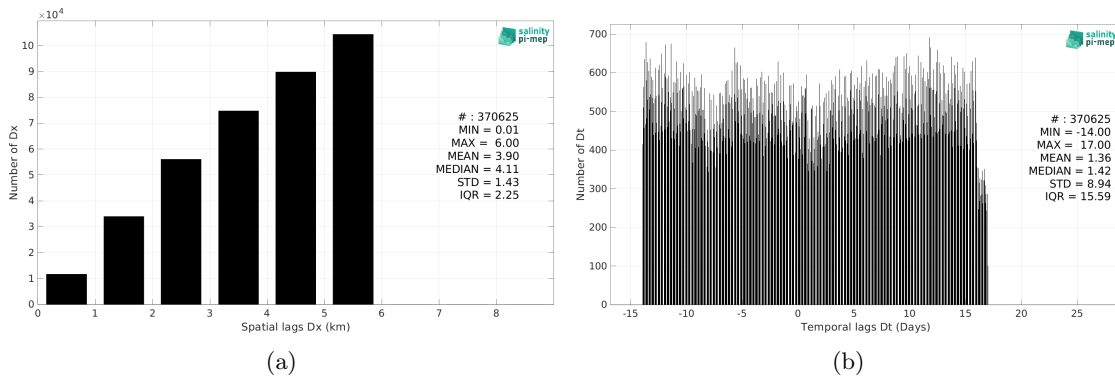 ×10⁴
10
9
8
7
6
5
4
3
2
1
0
Number of Dx
salinity
pi-mep
# : 370625
MIN = 0.01
MAX = 6.00
MEAN = 3.90
MEDIAN = 4.11
STD = 1.43
IQR = 2.25
0 1 2 3 4 5 6 7 8
Spatial lags Dx (km)
(a)
700
600
500
400
300
200
100
0
Number of Dt
salinity
pi-mep
# : 370625
MIN = -14.00
MAX = 17.00
MEAN = 1.36
MEDIAN = 1.42
STD = 8.94
IQR = 15.59
-15 -10 -5 0 5 10 15 20 25
Temporal lags Dt (Days)
(b)